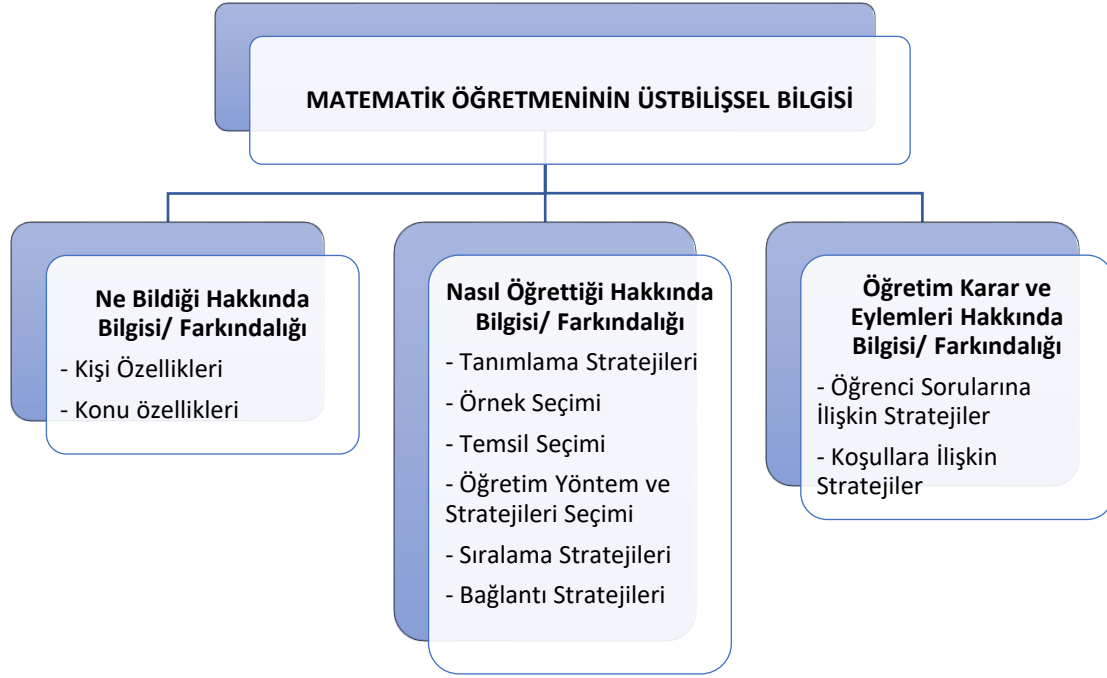 MATEMATİK ÖĞRETMENİNİN ÜSTBİLİŞSEL BİLGİSİ
Ne Bildiği Hakkında
Bilgisi/ Farkındalığı
- Kişi Özellikleri
- Konu özellikleri
Nasıl Öğrettiği Hakkında
Bilgisi/ Farkındalığı
- Tanımlama Stratejileri
- Örnek Seçimi
- Temsil Seçimi
- Öğretim Yöntem ve
Stratejileri Seçimi
- Sıralama Stratejileri
- Bağlantı Stratejileri
Öğretim Karar ve
Eylemleri Hakkında
Bilgisi/ Farkındalığı
- Öğrenci Sorularına
İlişkin Stratejiler
- Koşullara İlişkin
Stratejiler